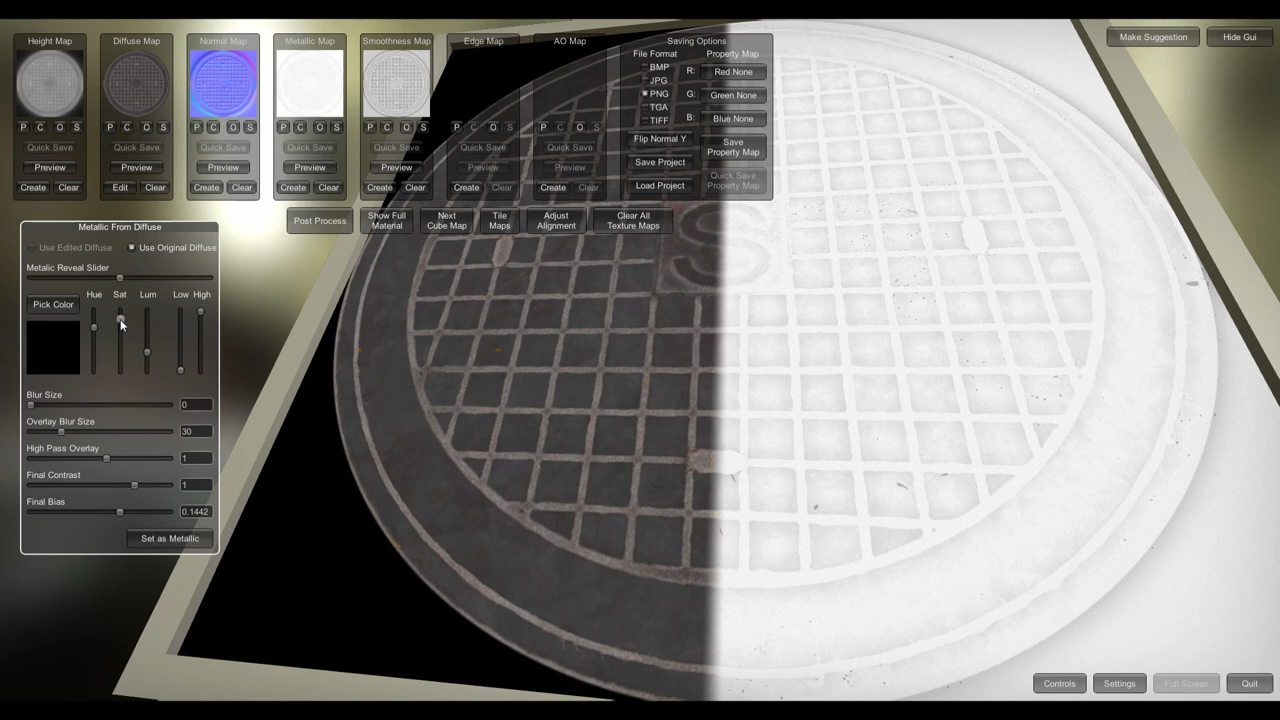 Height Map
Diffuse Map
Normal Map
Metallic Map
Smoothness Map
Edge Map
AO Map
Saving Options
Make Suggestion
Hide Gui
File Format
Property Map
BMP
JPG
PNG
TGA
TIFF
R:
Red None
G:
Green None
B:
Blue None
P C O S
P C O S
P C O S
P C O S
P C O S
P C O S
P C O S
Quick Save
Quick Save
Quick Save
Quick Save
Quick Save
Quick Save
Quick Save
Preview
Preview
Preview
Preview
Preview
Preview
Preview
Create Clear
Edit Clear
Create Clear
Create Clear
Create Clear
Create Clear
Create Clear
Flip Normal Y
Save Project
Load Project
Save
Property Map
Quick Save
Property Map
Post Process
Show Full
Material
Next
Cube Map
Tile
Maps
Adjust
Alignment
Clear All
Texture Maps
Metallic From Diffuse
Use Edited Diffuse
Use Original Diffuse
Metalic Reveal Slider
Pick Color
Hue Sat Lum Low High
Blur Size
0
Overlay Blur Size
30
High Pass Overlay
1
Final Contrast
1
Final Bias
0.1442
Set as Metallic
S
Controls
Settings
Full Screen
Quit